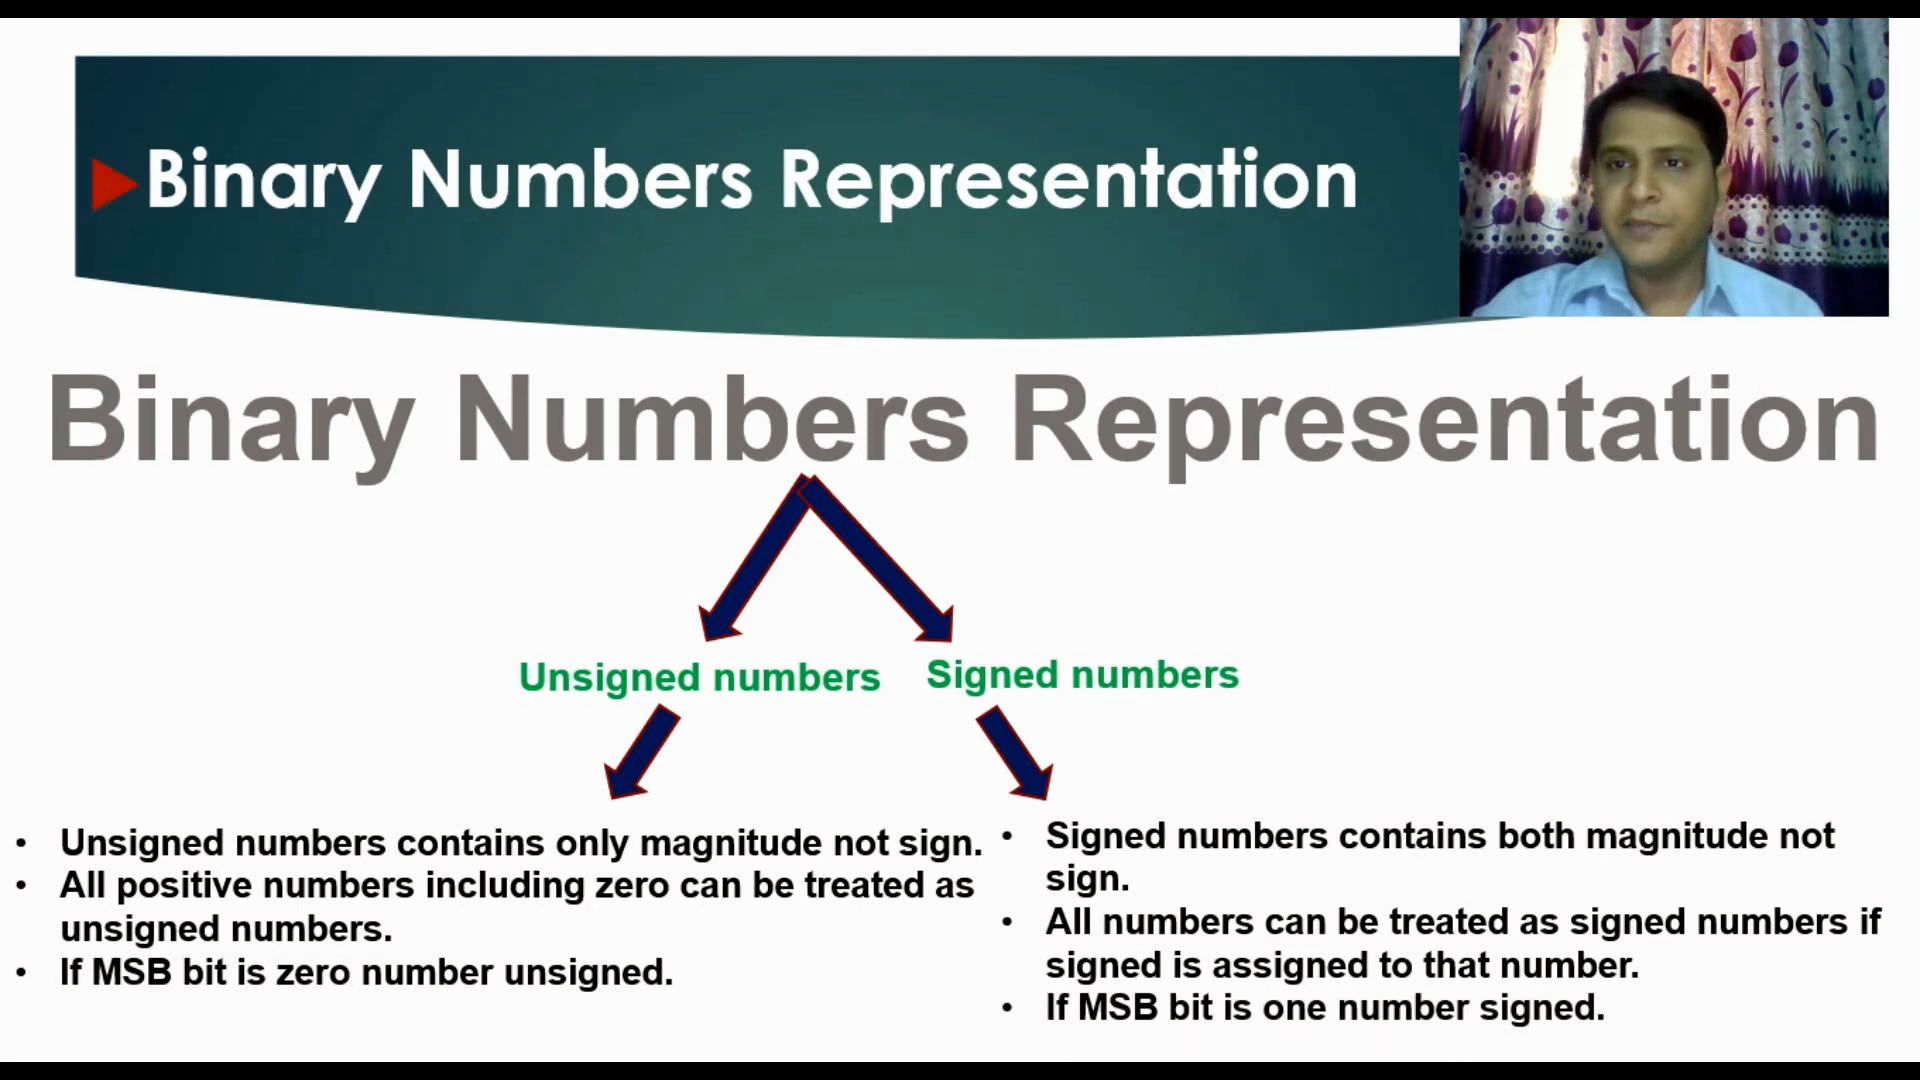 Binary Numbers Representation
Binary Numbers Representation
Unsigned numbers
Signed numbers
• Unsigned numbers contains only magnitude not sign.
• All positive numbers including zero can be treated as
unsigned numbers.
• If MSB bit is zero number unsigned.
• Signed numbers contains both magnitude not
sign.
• All numbers can be treated as signed numbers if
signed is assigned to that number.
• If MSB bit is one number signed.